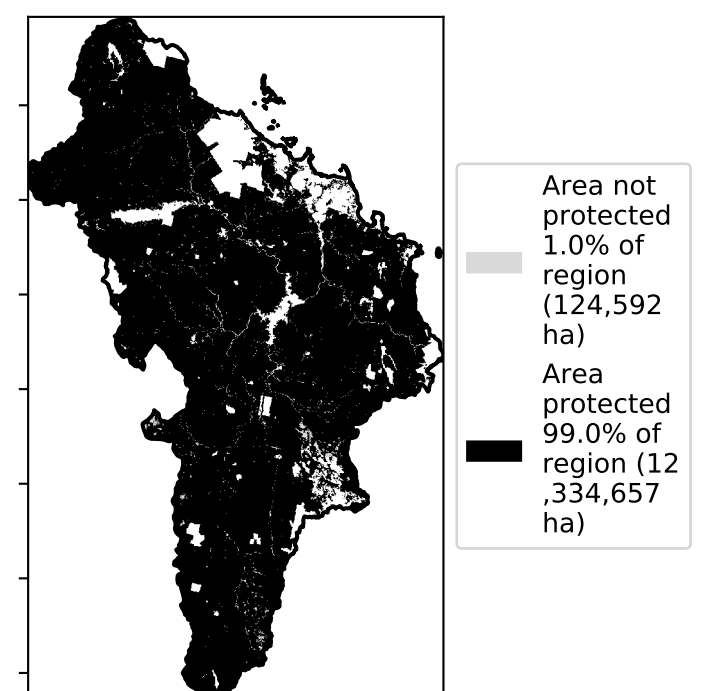 Area not
protected
1.0% of
region
(124,592
ha)
Area
protected
99.0% of
region (12
,334,657
ha)